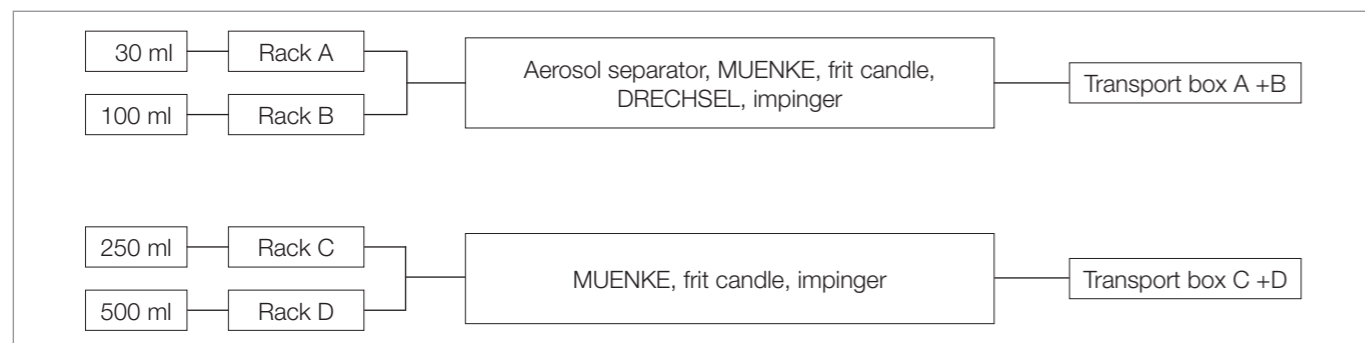 30 ml
Rack A
100 ml
Rack B
Aerosol separator, MUENKE, frit candle,
DRECHSEL, impinger
Transport box A +B
250 ml
Rack C
500 ml
Rack D
MUENKE, frit candle, impinger
Transport box C +D